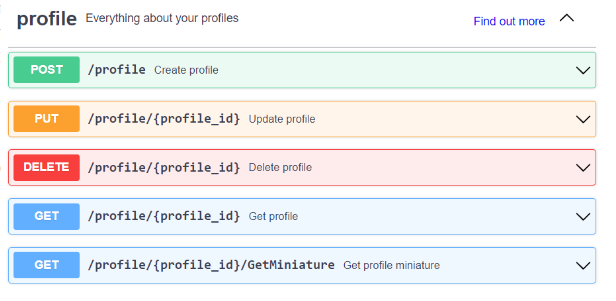 profile Everything about your profiles Find out more
POST /profile Create profile
PUT /profile/{profile_id} Update profile
DELETE /profile/{profile_id} Delete profile
GET /profile/{profile_id} Get profile
GET /profile/{profile_id}/GetMiniature Get profile miniature